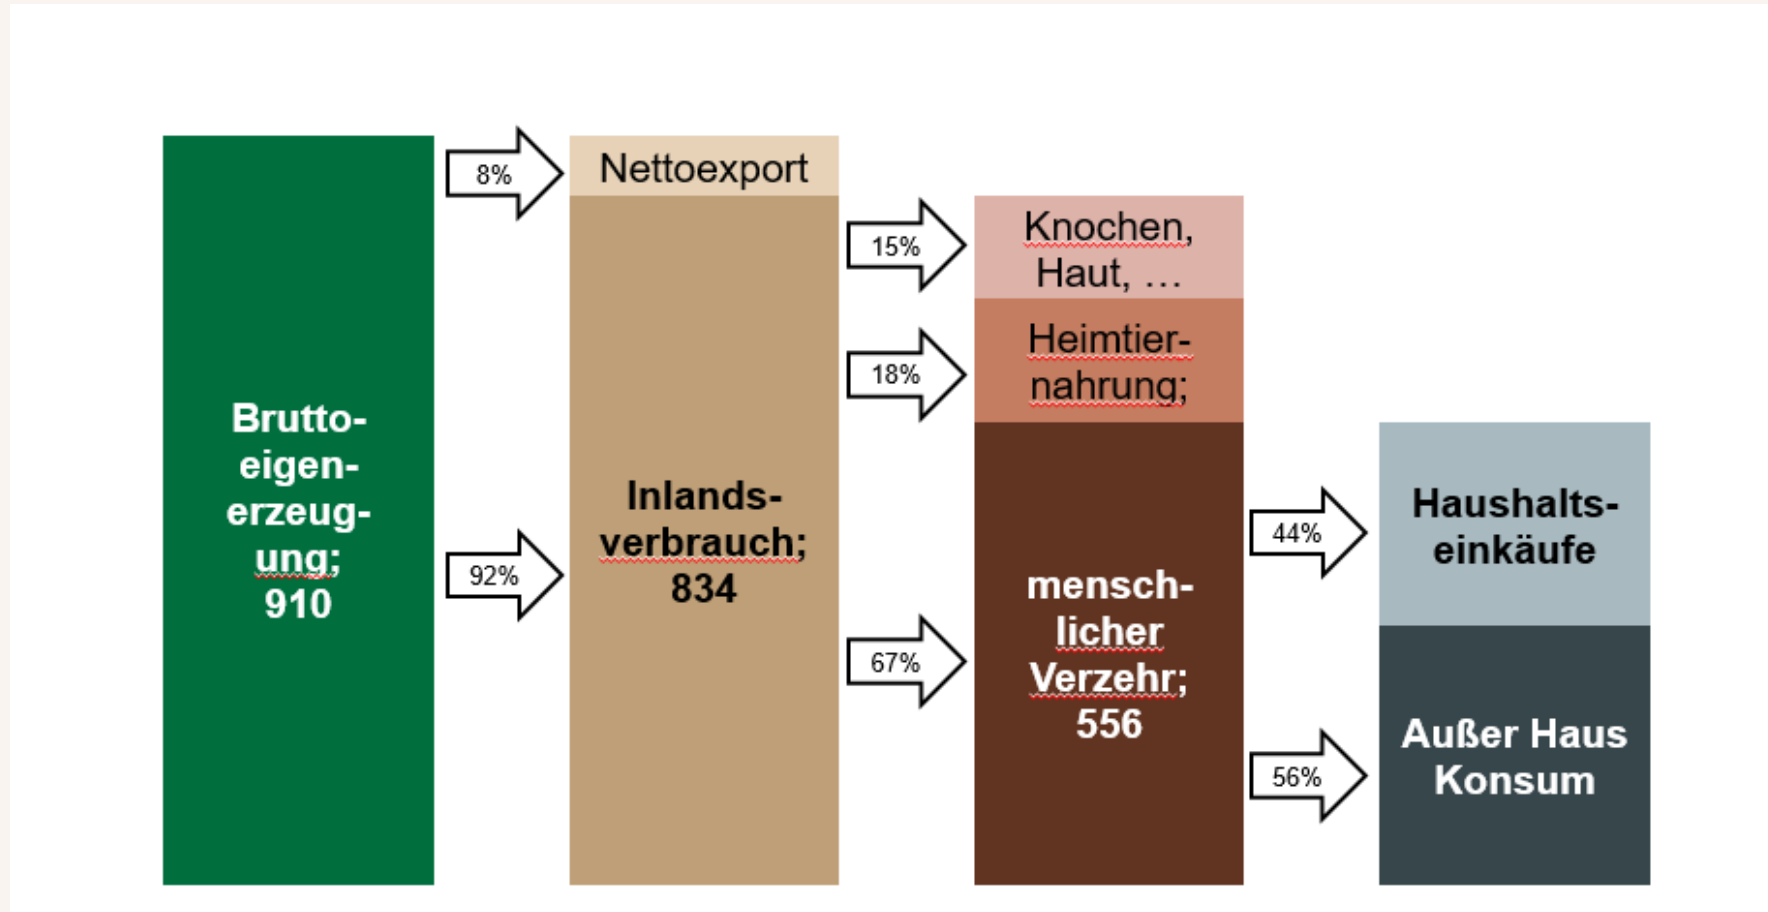 Brutto-
eigen-
erzeug-
ung;
910
8%
92%
Nettoexport
Inlands-
verbrauch;
834
15%
18%
67%
Knochen,
Haut, …
Heimtier-
nahrung;
mensch-
licher
Verzehr;
556
44%
56%
Haushalts-
einkäufe
Außer Haus
Konsum